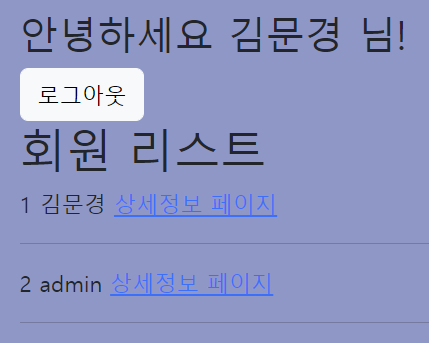 안녕하세요 김문경 님!
로그아웃
회원 리스트
1 김문경 상세정보 페이지
2 admin 상세정보 페이지